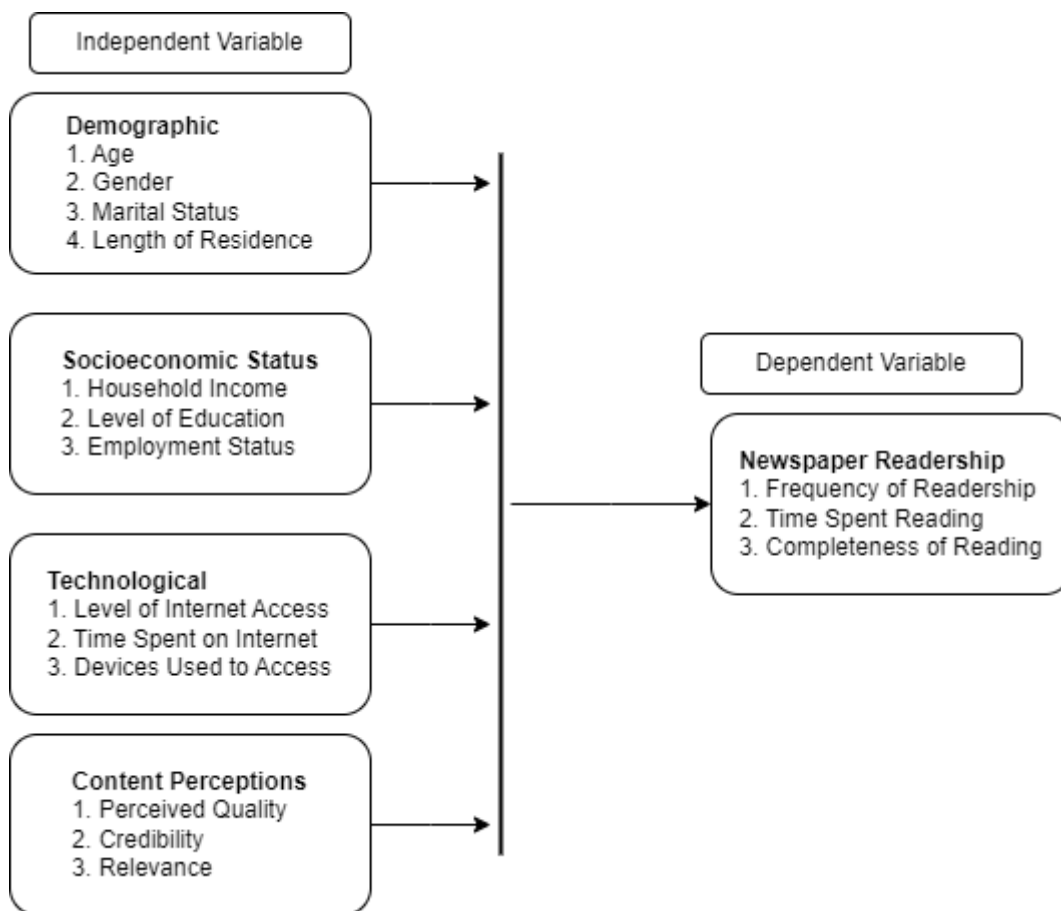 Independent Variable
Demographic
1. Age
2. Gender
3. Marital Status
4. Length of Residence
Socioeconomic Status
1. Household Income
2. Level of Education
3. Employment Status
Technological
1. Level of Internet Access
2. Time Spent on Internet
3. Devices Used to Access
Content Perceptions
1. Perceived Quality
2. Credibility
3. Relevance
Dependent Variable
Newspaper Readership
1. Frequency of Readership
2. Time Spent Reading
3. Completeness of Reading